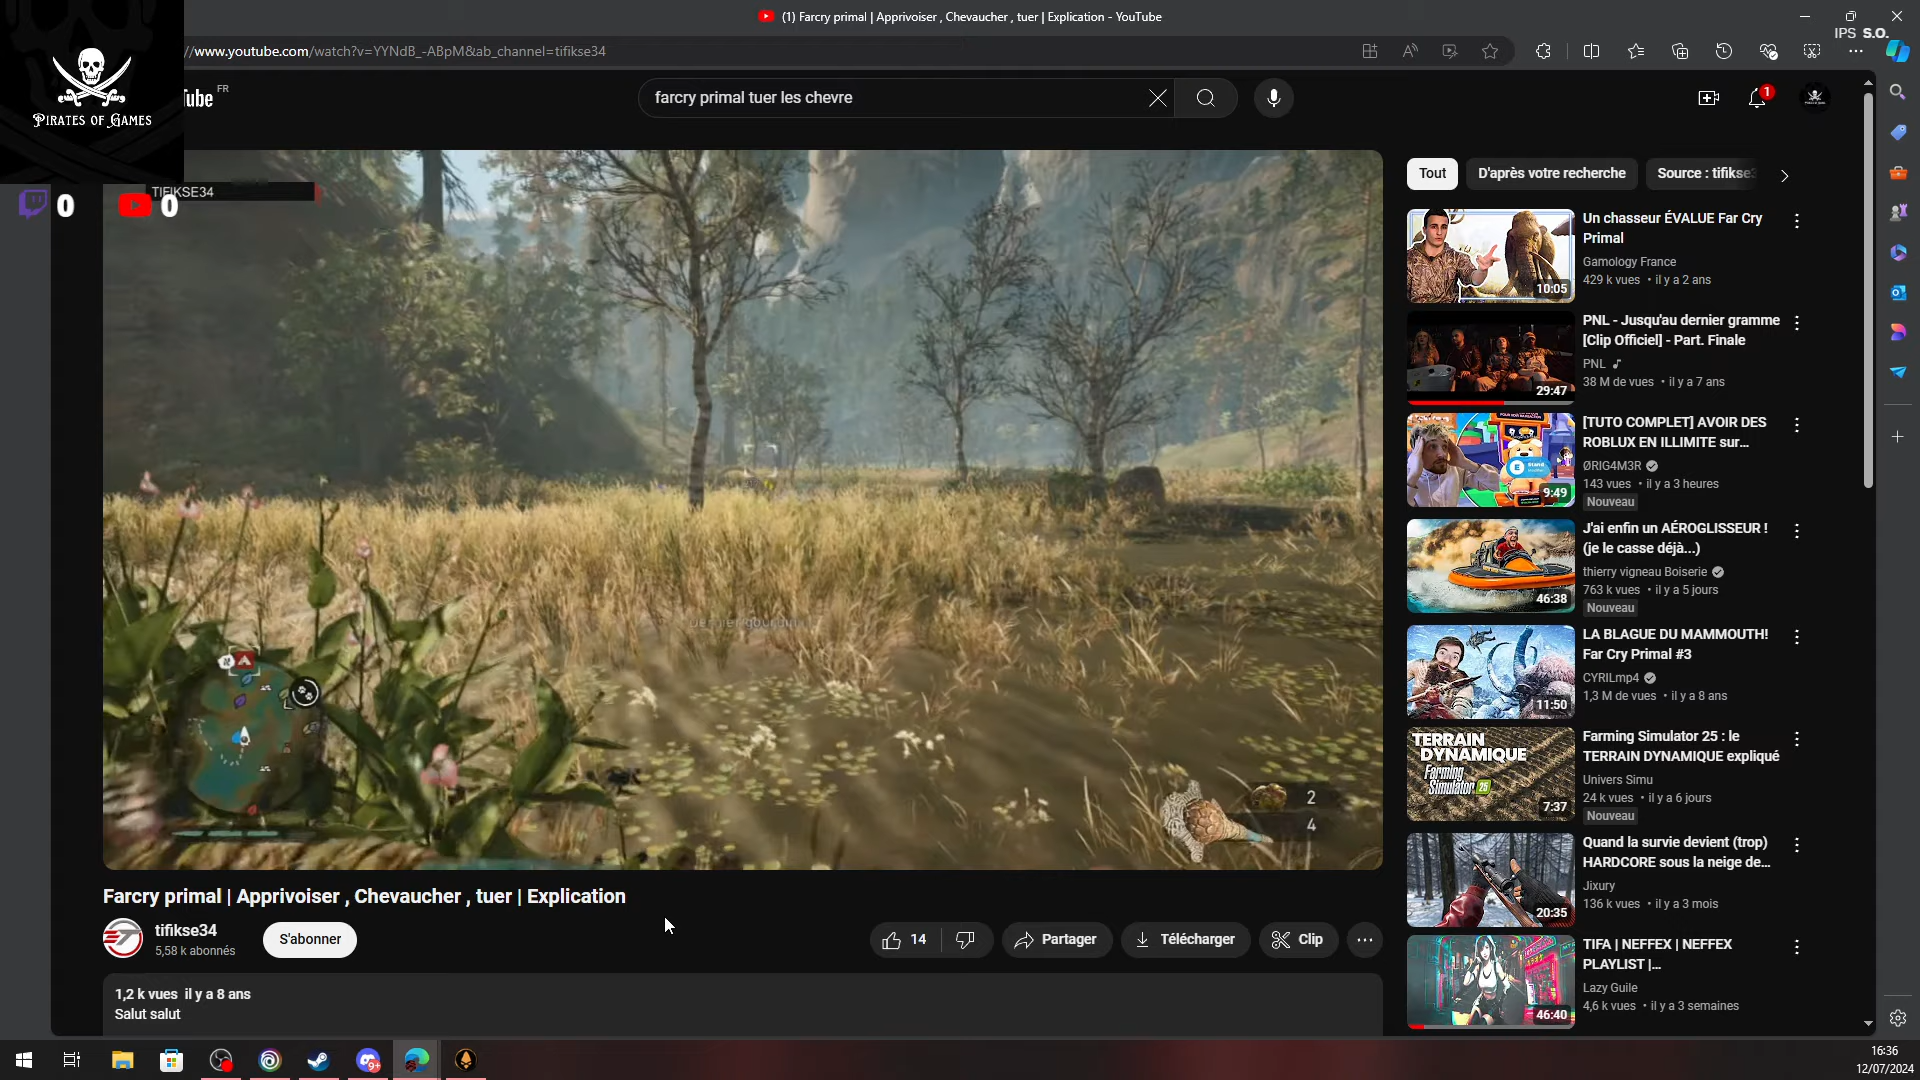 (1) Farcry primal | Apprivoiser , Chevaucher , tuer | Explication - YouTube
IPS S.O.
//www.youtube.com/watch?v=YYNdB_-ABpM&ab_channel=tifikse34
PIRATES OF GAMES
Tube FR
farcry primal tuer les chevre
1
0
0
TIFIKSE34
2
4
Farcry primal | Apprivoiser , Chevaucher , tuer | Explication
tifikse34
5,58 k abonnés
S'abonner
14
Partager
Télécharger
Clip
1,2 k vues il y a 8 ans
Salut salut
Tout
D'après votre recherche
Source : tifikse3
Un chasseur ÉVALUE Far Cry
Primal
Gamology France
429 k vues • il y a 2 ans
10:05
PNL - Jusqu'au dernier gramme
[Clip Officiel] - Part. Finale
PNL
38 M de vues • il y a 7 ans
29:47
[TUTO COMPLET] AVOIR DES
ROBLUX EN ILLIMITE sur...
ØRIG4M3R
143 vues • il y a 3 heures
Nouveau
9:49
J'ai enfin un AÉROGLISSEUR !
(je le casse déjà...)
thierry vigneau Boiserie
763 k vues • il y a 5 jours
Nouveau
46:38
LA BLAGUE DU MAMMOUTH!
Far Cry Primal #3
CYRILmp4
1,3 M de vues • il y a 8 ans
11:50
TERRAIN
DYNAMIQUE
Farming
Simulator 25
7:37
Farming Simulator 25 : le
TERRAIN DYNAMIQUE expliqué
Univers Simu
24 k vues • il y a 6 jours
Nouveau
Quand la survie devient (trop)
HARDCORE sous la neige de...
Jixury
136 k vues • il y a 3 mois
20:35
TIFA | NEFFEX | NEFFEX
PLAYLIST |...
Lazy Guile
4,6 k vues • il y a 3 semaines
46:40
9+
16:36
12/07/2024